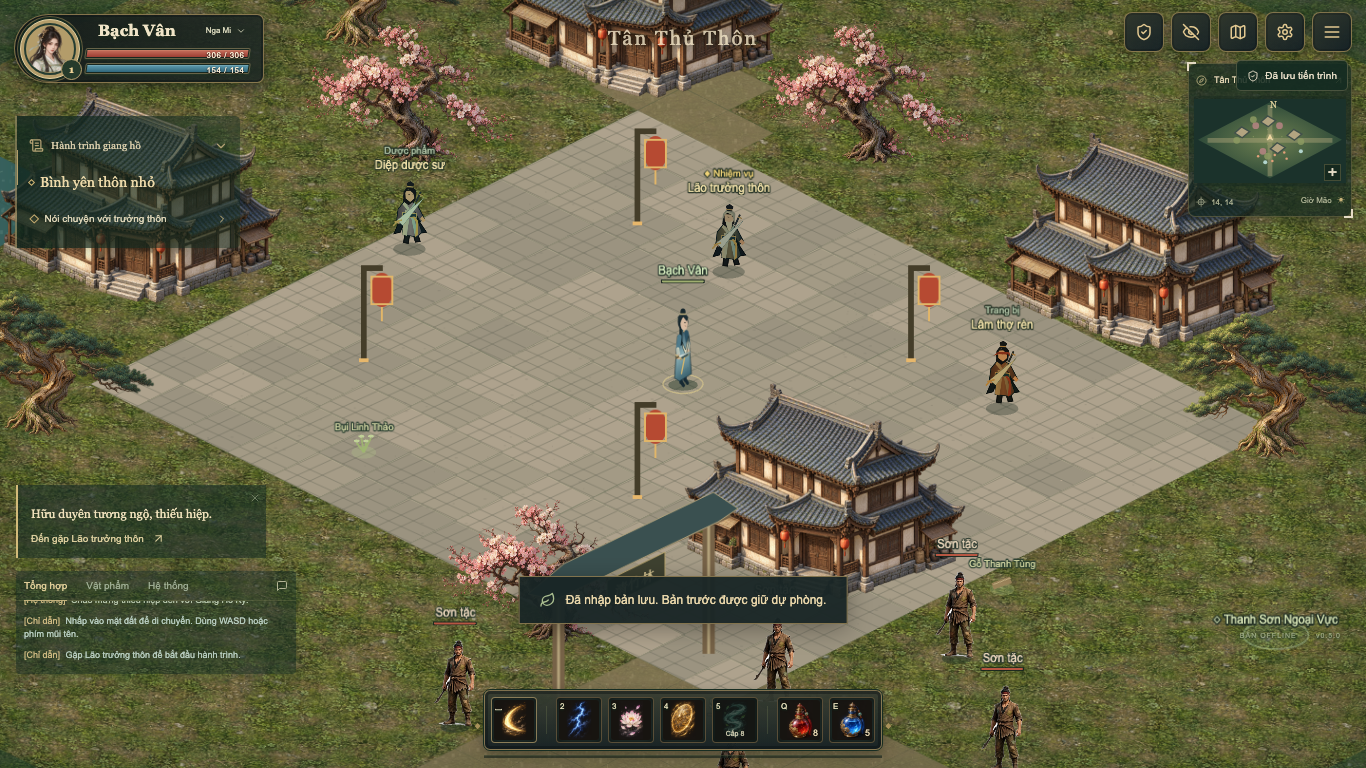 Bạch Vân
Nga Mi
306 / 306
154 / 154
1
Tân Thủ Thôn
Đã lưu tiến trình
Tân T
N
14, 14
Giờ Mão
Hành trình giang hồ
Bình yên thôn nhỏ
Nói chuyện với trưởng thôn
Dược phẩm
Diệp dược sư
Nhiệm vụ
Lão trưởng thôn
Bạch Vân
Trang bị
Lâm thợ rèn
Bụi Linh Thảo
Hữu duyên tương ngộ, thiếu hiệp.
Đến gặp Lão trưởng thôn
Tổng hợp
Vật phẩm
Hệ thống
[Chỉ dẫn] Nhấp vào mặt đất để di chuyển. Dùng WASD hoặc
phím mũi tên.
[Chỉ dẫn] Gặp Lão trưởng thôn để bắt đầu hành trình.
Sơn tặc
Gỗ Thanh Tùng
Đã nhập bản lưu. Bản trước được giữ dự phòng.
Sơn tặc
Thanh Sơn Ngoại Vực
BẢN OFFLINE
V0.5.0
Sơn tặc
2
3
4
5
Cấp 8
Q
8
E
5